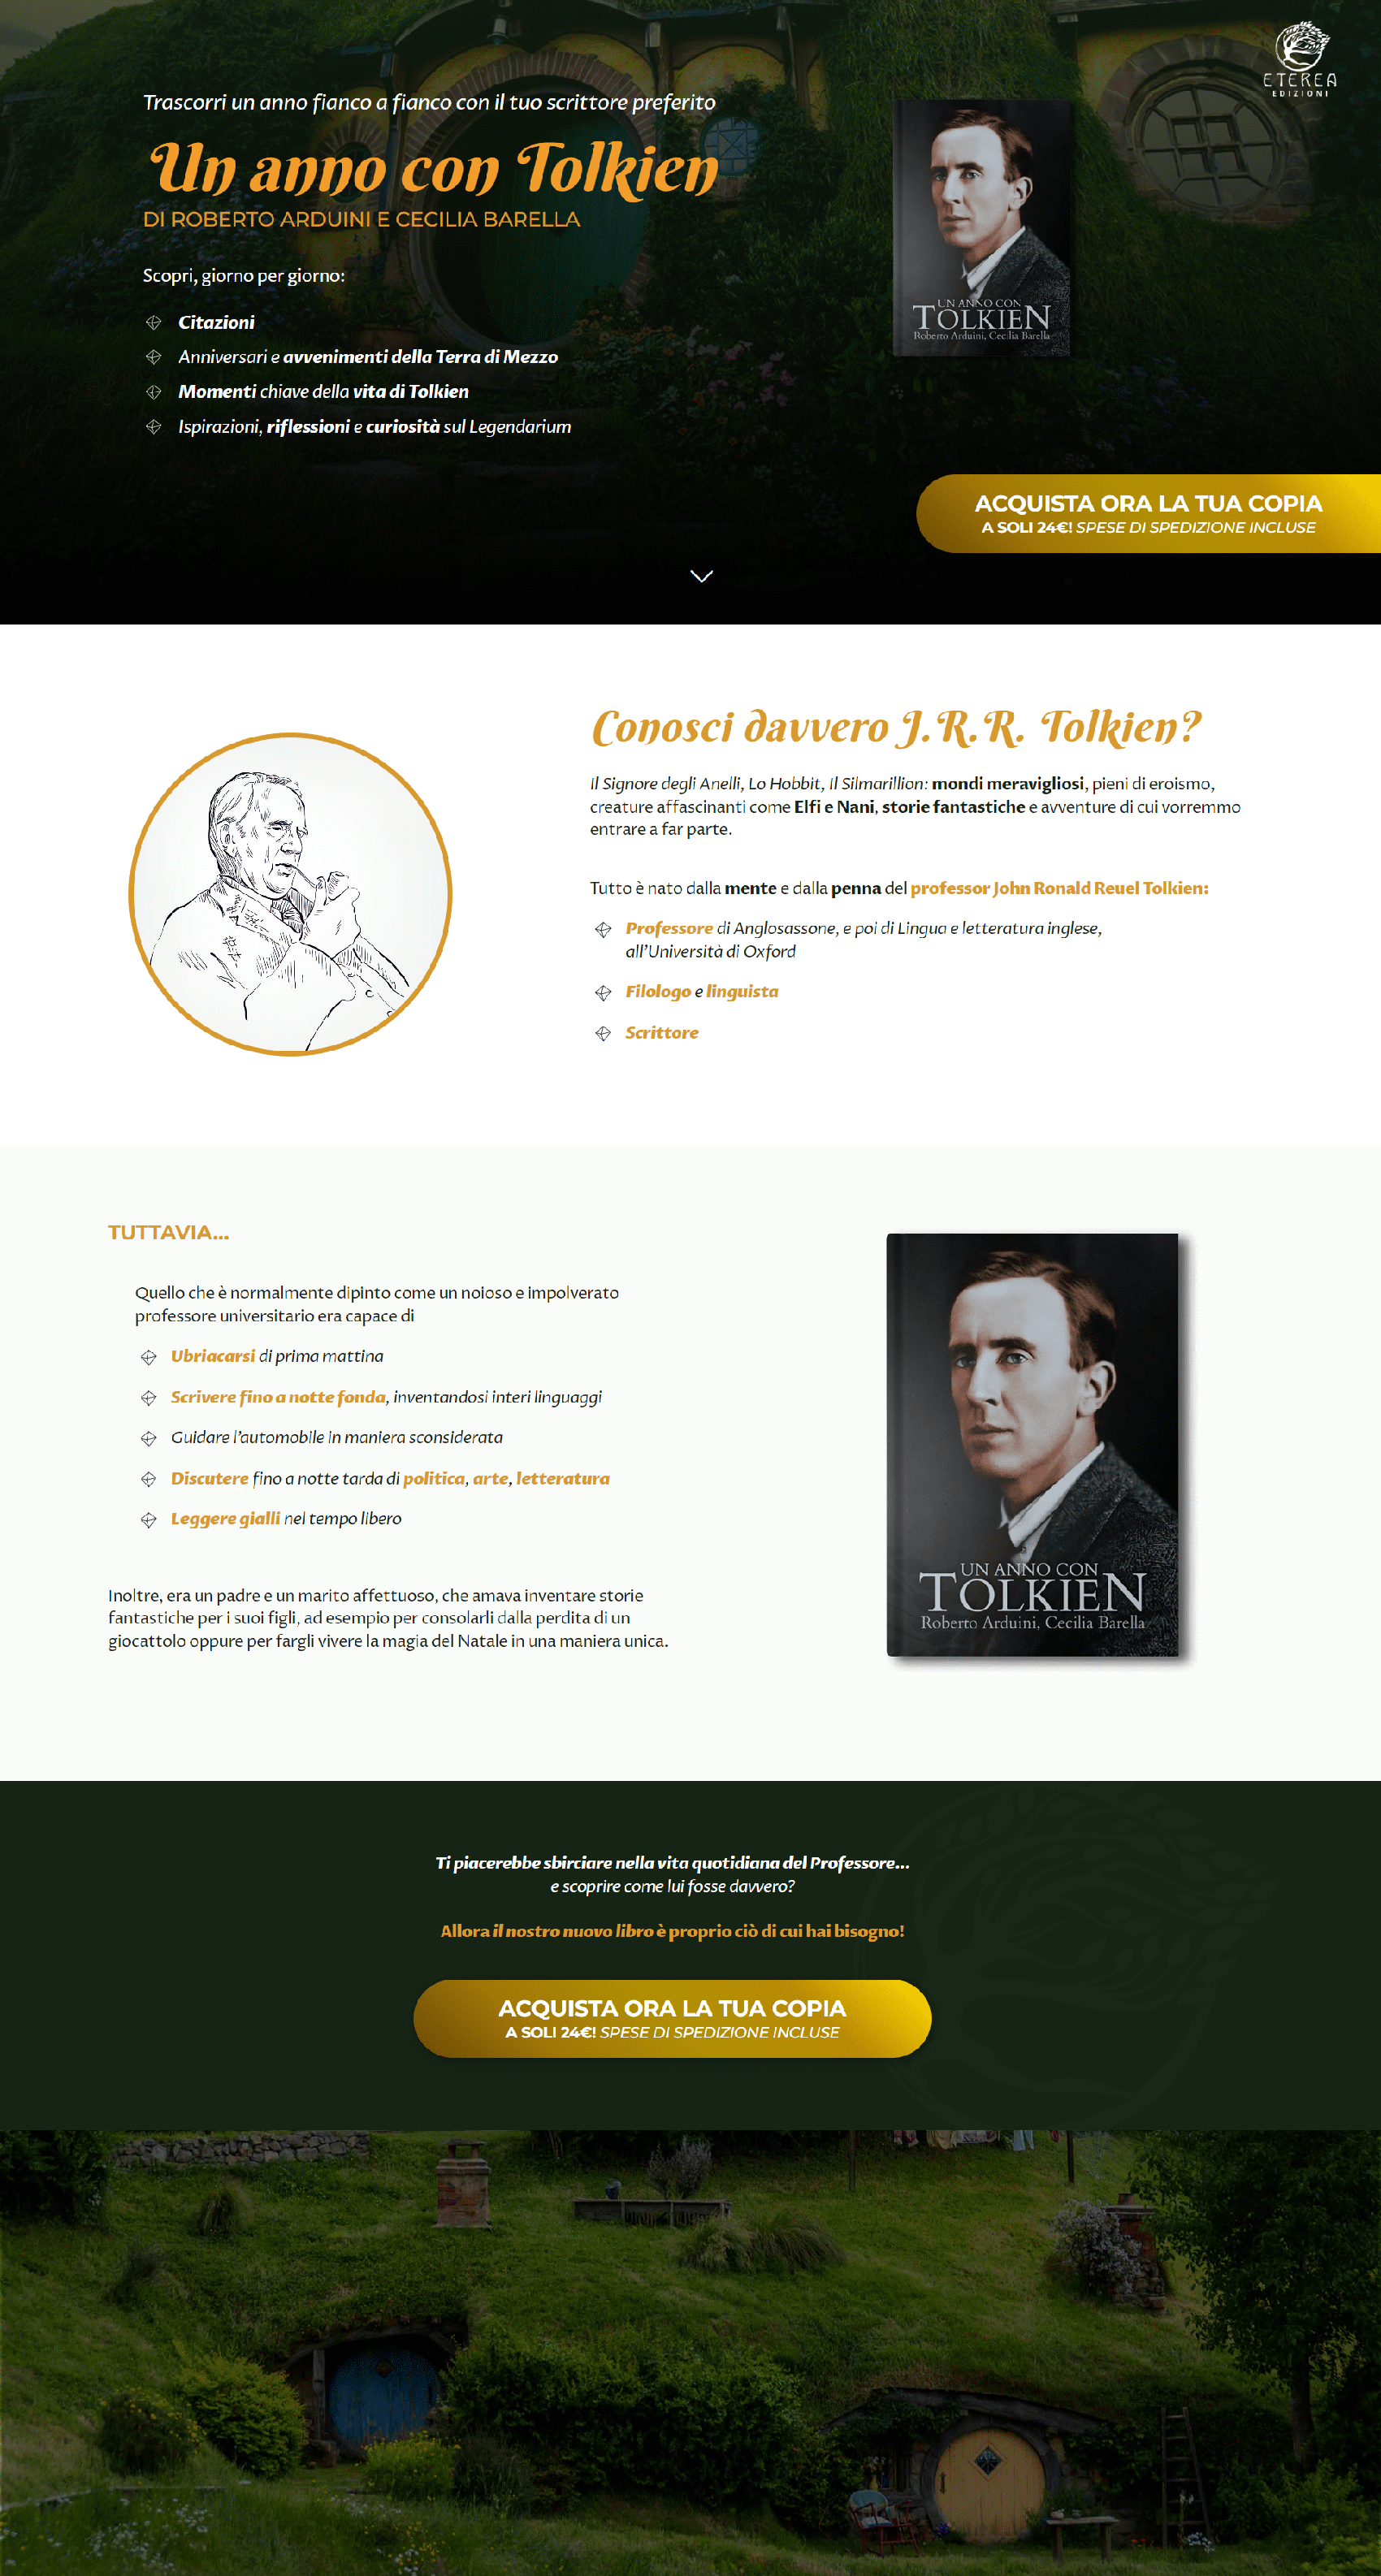 ETEREA
EDIZIONI
Trascorri un anno fianco a fianco con il tuo scrittore preferito
Un anno con Tolkien
DI ROBERTO ARDUINI E CECILIA BARELLA
Scopri, giorno per giorno:
Citazioni
Anniversari e avvenimenti della Terra di Mezzo
Momenti chiave della vita di Tolkien
Ispirazioni, riflessioni e curiosità sul Legendarium
UN ANNO CON
TOLKIEN
Roberto Arduini, Cecilia Barella
ACQUISTA ORA LA TUA COPIA
A SOLI 24€! SPESE DI SPEDIZIONE INCLUSE
Conosci davvero J.R.R. Tolkien?
Il Signore degli Anelli, Lo Hobbit, Il Silmarillion: mondi meravigliosi, pieni di eroismo,
creature affascinanti come Elfi e Nani, storie fantastiche e avventure di cui vorremmo
entrare a far parte.
Tutto è nato dalla mente e dalla penna del professor John Ronald Reuel Tolkien:
Professore di Anglosassone, e poi di Lingua e letteratura inglese,
all'Università di Oxford
Filologo e linguista
Scrittore
TUTTAVIA...
Quello che è normalmente dipinto come un noioso e impolverato
professore universitario era capace di
Ubriacarsi di prima mattina
Scrivere fino a notte fonda, inventandosi interi linguaggi
Guidare l'automobile in maniera sconsiderata
Discutere fino a notte tarda di politica, arte, letteratura
Leggere gialli nel tempo libero
Inoltre, era un padre e un marito affettuoso, che amava inventare storie
fantastiche per i suoi figli, ad esempio per consolarli dalla perdita di un
giocattolo oppure per fargli vivere la magia del Natale in una maniera unica.
UN ANNO CON
TOLKIEN
Roberto Arduini, Cecilia Barella
Ti piacerebbe sbirciare nella vita quotidiana del Professore...
e scoprire come lui fosse davvero?
Allora il nostro nuovo libro è proprio ciò di cui hai bisogno!
ACQUISTA ORA LA TUA COPIA
A SOLI 24€! SPESE DI SPEDIZIONE INCLUSE